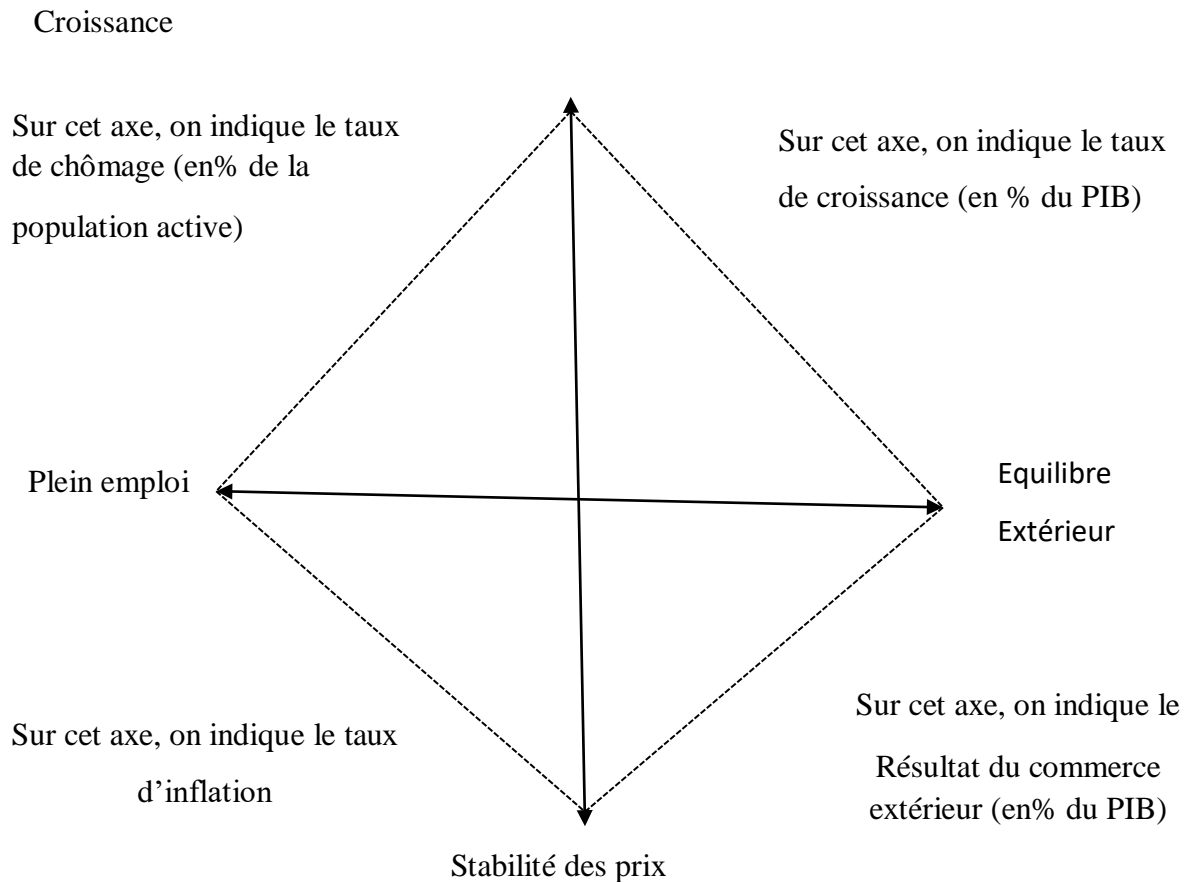 Croissance
Sur cet axe, on indique le taux
de chômage (en% de la
population active)
Sur cet axe, on indique le taux
de croissance (en % du PIB)
Plein emploi
Equilibre
Extérieur
Sur cet axe, on indique le taux
d’inflation
Sur cet axe, on indique le
Résultat du commerce
extérieur (en% du PIB)
Stabilité des prix